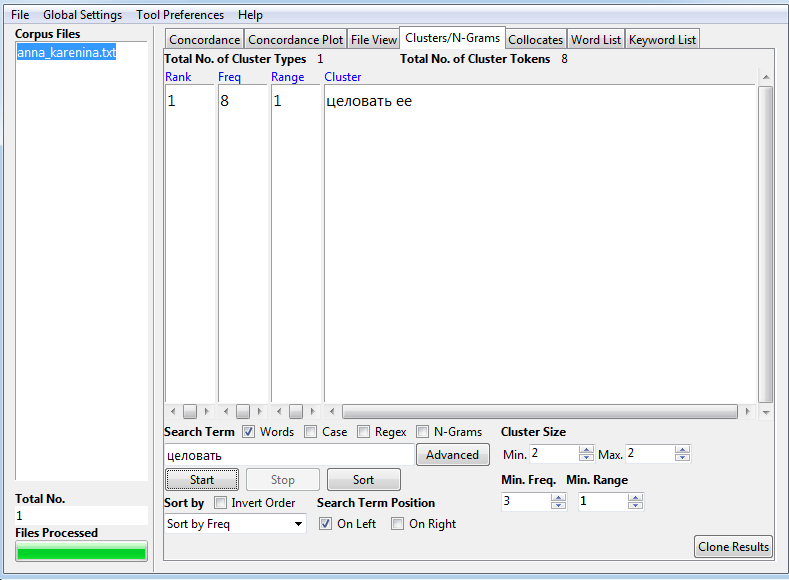 File Global Settings Tool Preferences Help
Corpus Files
anna_karenina.txt
Concordance Concordance Plot File View Clusters/N-Grams Collocates Word List Keyword List
Total No. of Cluster Types 1 Total No. of Cluster Tokens 8
Rank Freq Range Cluster
1 8 1 целовать ее
Search Term Words Case Regex N-Grams Cluster Size
целовать Advanced Min. 2 Max. 2
Start Stop Sort Min. Freq. Min. Range
Total No. Sort by Invert Order Search Term Position 3 1
1 Sort by Freq On Left On Right
Files Processed
Clone Results